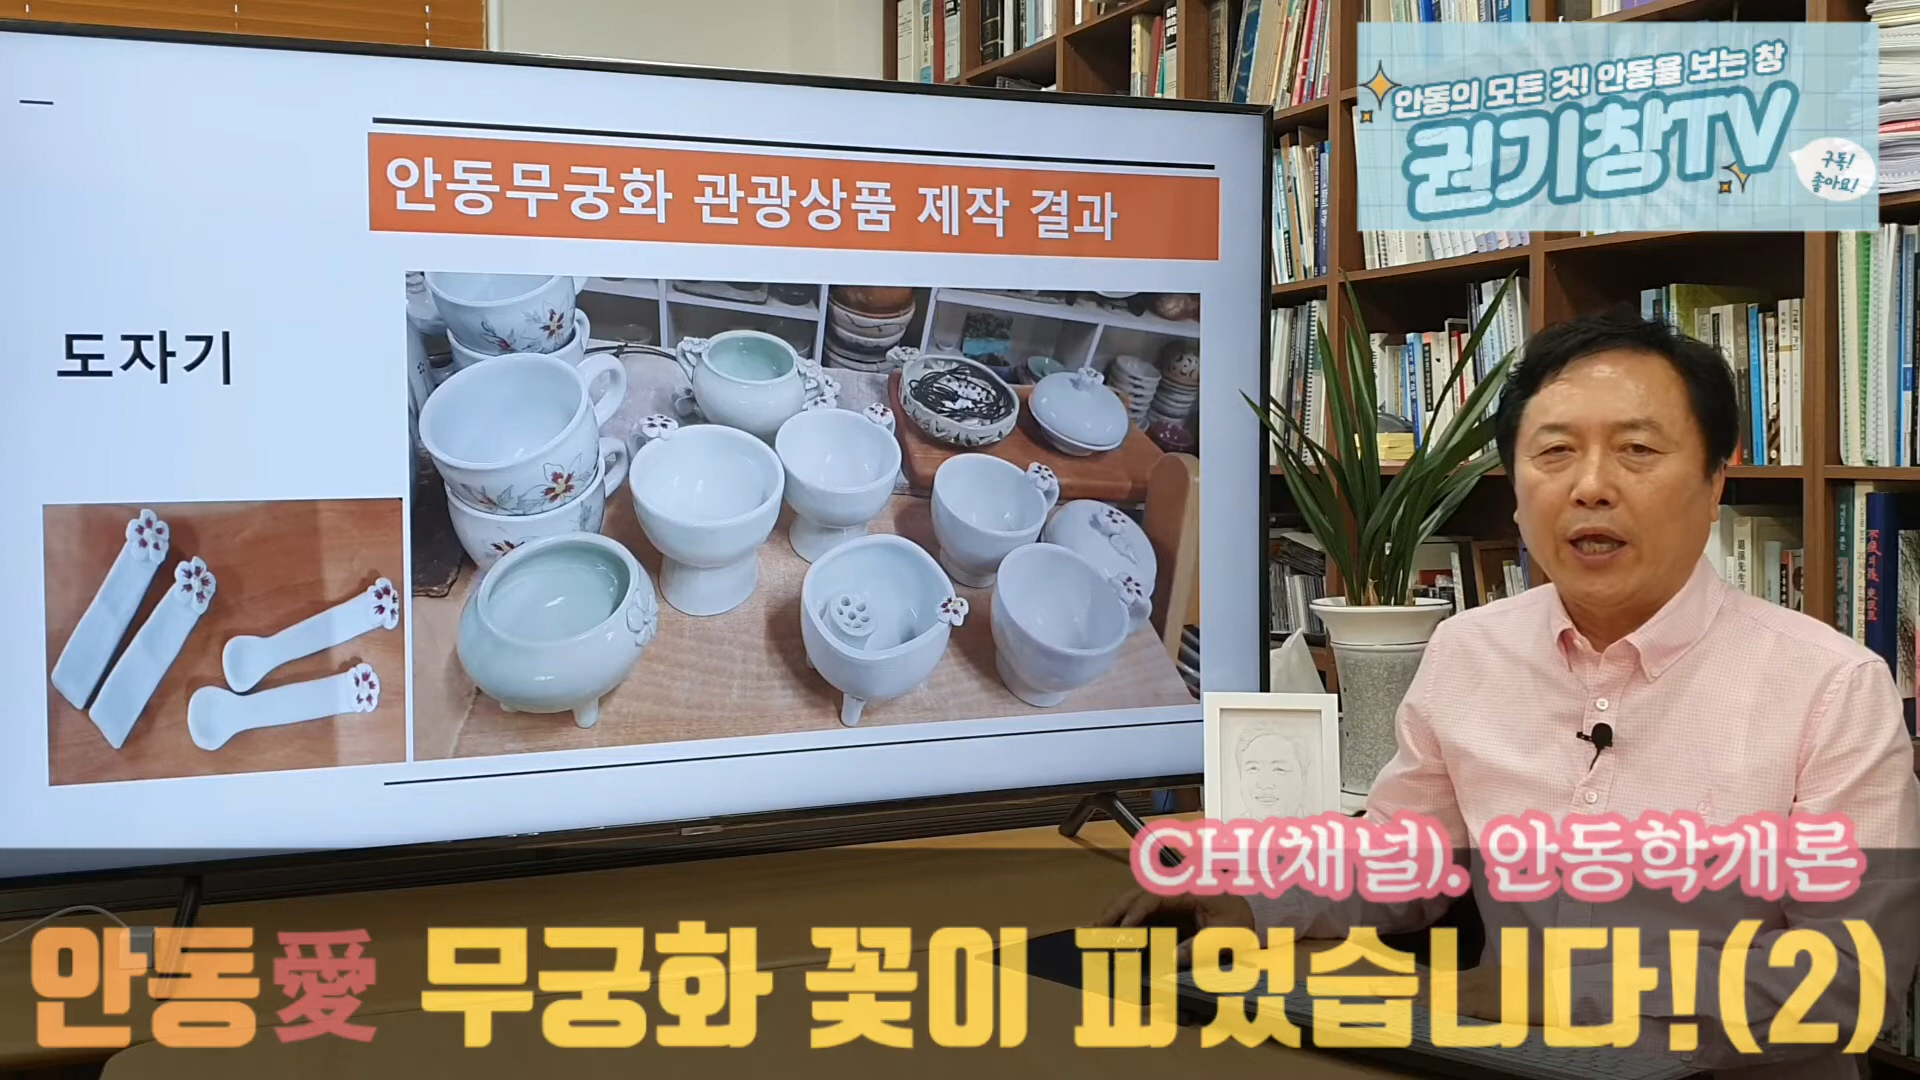 안동의 모든 것! 안동을 보는 창
권기창TV
구독!
좋아요!
안동무궁화 관광상품 제작 결과
도자기
CH(채널). 안동학개론
안동愛 무궁화 꽃이 피었습니다!(2)